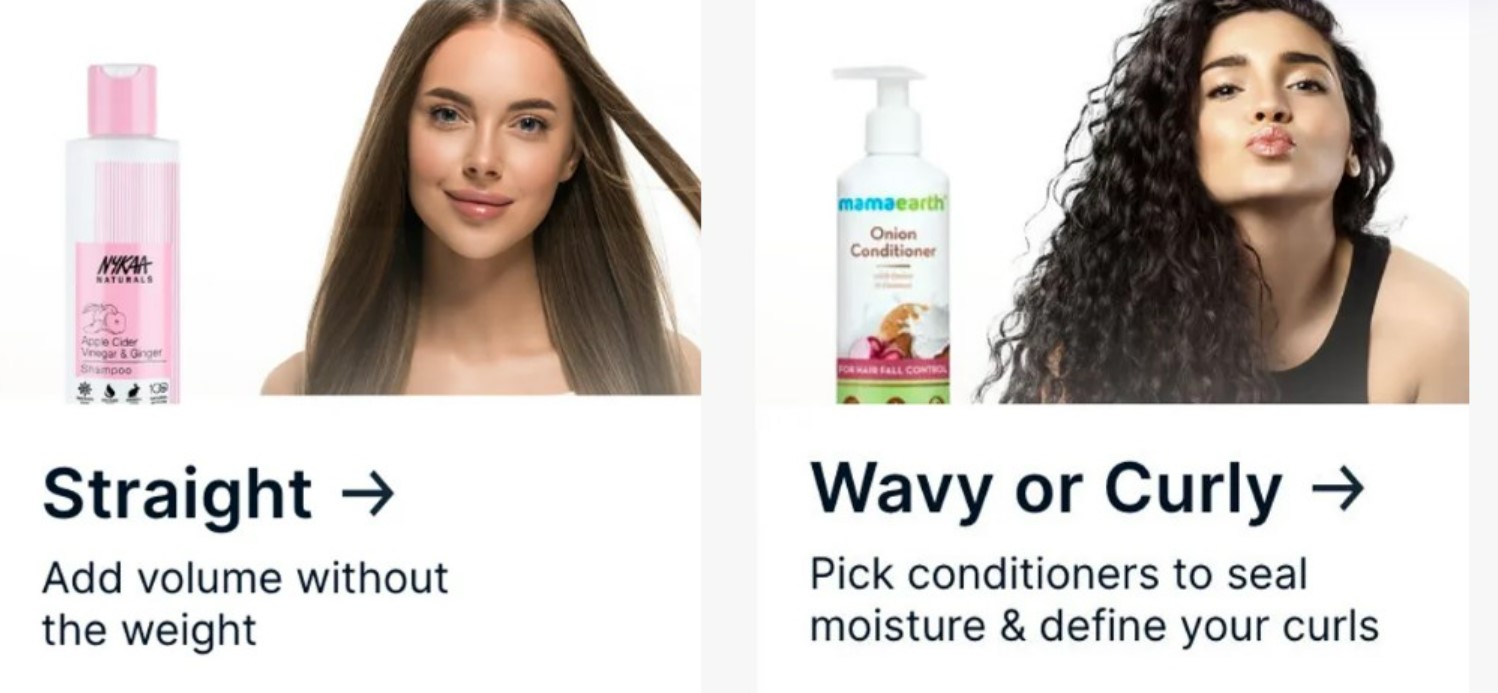 NYKAA
NATURALS
Apple Cider
Vinegar & Ginger
Shampoo
Straight →
Add volume without
the weight
mamaearth
Onion
Conditioner
FOR HAIR FALL CONTROL
Wavy or Curly →
Pick conditioners to seal
moisture & define your curls